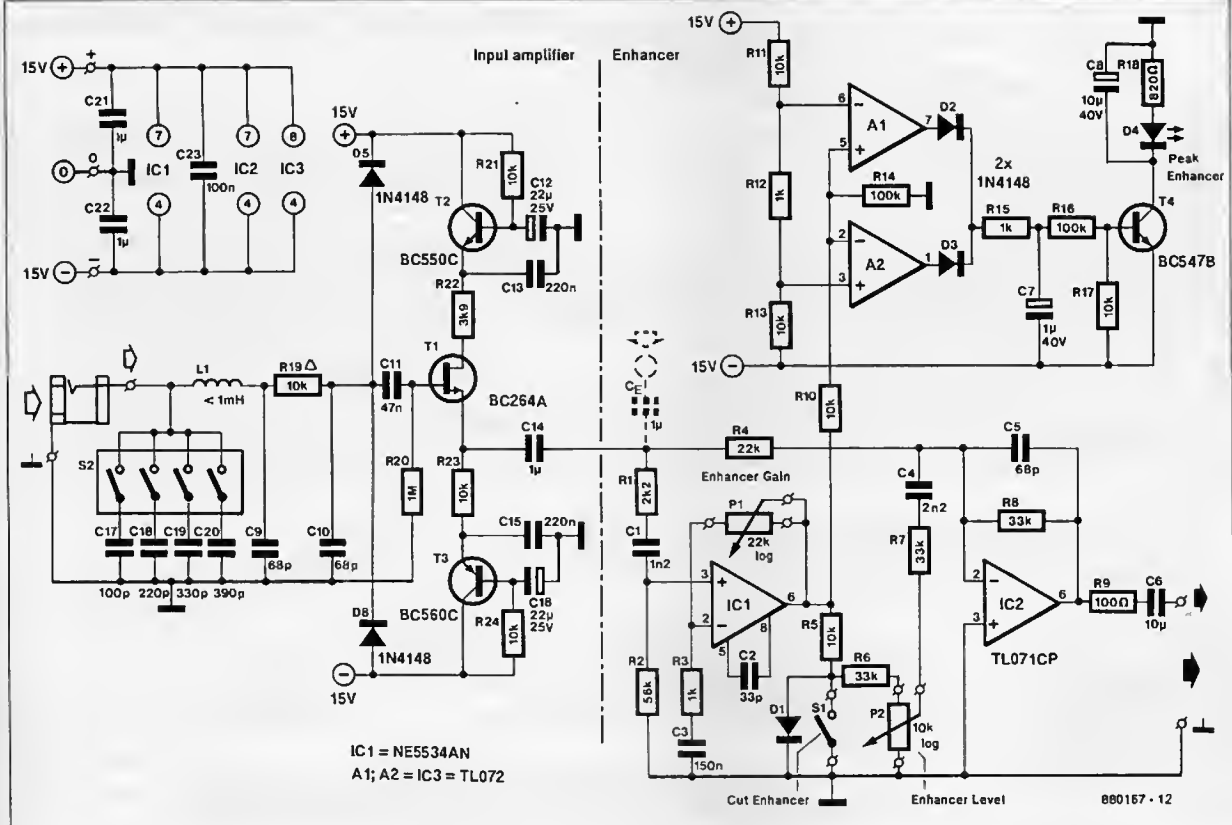 Input amplifier
Enhancer
15V +
+
C21
1µ
0
0
C22
1µ
15V −
−
7
IC1
4
C23
100n
7
IC2
4
8
IC3
4
15V
+
D5
1N4148
R21
10k
T2
BC550C
C12
22µ
25V
C13
220n
R22
3k9
T1
BC264A
L1
< 1mH
R19 △
10k
C11
47n
C14
1µ
S2
C17
C18
C19
C20
C9
C10
100p
220p
330p
390p
68p
68p
R20
1M
R23
10k
C15
220n
T3
BC560C
C18
22µ
25V
R24
10k
D8
1N4148
−
15V
IC1 = NE5534AN
A1; A2 = IC3 = TL072
15V +
R11
10k
R12
1k
R13
10k
6
−
A1
7
5
+
D2
R14
100k
2
−
A2
1
3
+
D3
2x
1N4148
R15
1k
R16
100k
C7
1µ
40V
R17
10k
C8
10µ
40V
R18
820Ω
D4
Peak
Enhancer
T4
BC547B
15V −
R10
10k
CE
1µ
R4
22k
Enhancer Gain
R1
2k2
C1
1n2
P1
22k
log
3
+
IC1
6
2
−
5
8
C2
33p
R2
56k
R3
1k
C3
150n
R5
10k
R6
33k
D1
S1
P2
10k
log
C4
2n2
R7
33k
C5
68p
R8
33k
2
−
IC2
6
3
+
TL071CP
R9
100Ω
C6
10µ
Cut Enhancer
Enhancer Level
880167 - 12